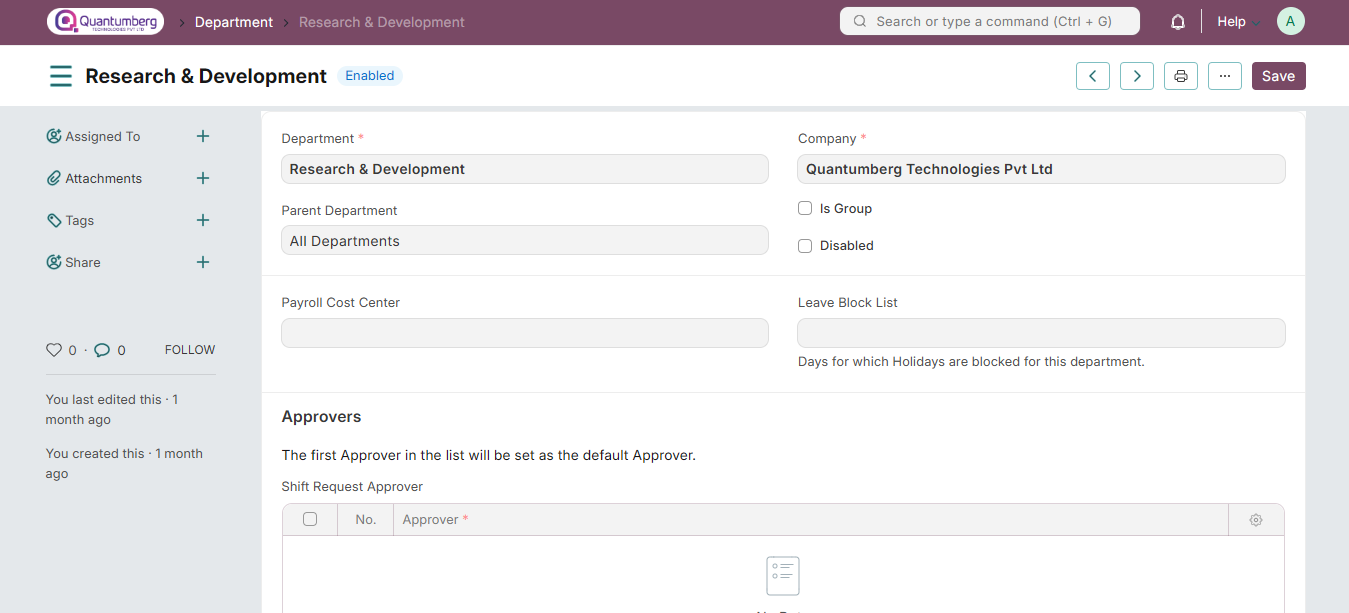 Quantumberg
TECHNOLOGIES PVT LTD
Department
Research & Development
Search or type a command (Ctrl + G)
Help
A
Research & Development
Enabled
Save
Assigned To
Attachments
Tags
Share
0 · 0
FOLLOW
You last edited this · 1
month ago
You created this · 1 month
ago
Department *
Research & Development
Company *
Quantumberg Technologies Pvt Ltd
Parent Department
All Departments
Is Group
Disabled
Payroll Cost Center
Leave Block List
Days for which Holidays are blocked for this department.
Approvers
The first Approver in the list will be set as the default Approver.
Shift Request Approver
No.
Approver *